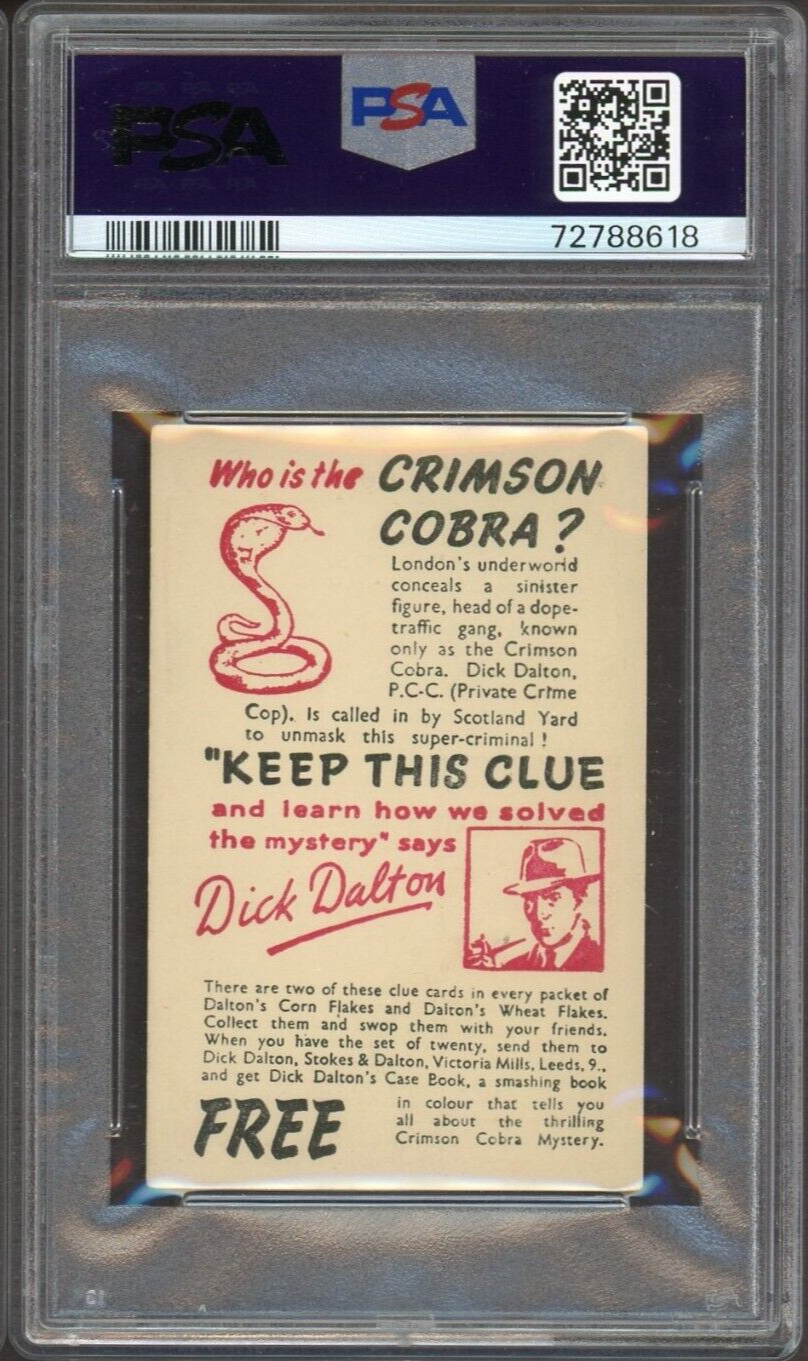 PSA
PSA
72788618
Who is the CRIMSON
COBRA?
London's underworld
conceals a sinister
figure, head of a dope-
traffic gang, known
only as the Crimson
Cobra. Dick Dalton,
P.C-C. (Private Crime
Cop), is called in by Scotland Yard
to unmask this super-criminal!
"KEEP THIS CLUE
and learn how we solved
the mystery" says
Dick Dalton
There are two of these clue cards in every packet of
Dalton's Corn Flakes and Dalton's Wheat Flakes.
Collect them and swop them with your friends.
When you have the set of twenty, send them to
Dick Dalton, Stokes & Dalton, Victoria Mills, Leeds, 9.,
and get Dick Dalton's Case Book, a smashing book
FREE
in colour that tells you
all about the thrilling
Crimson Cobra Mystery.